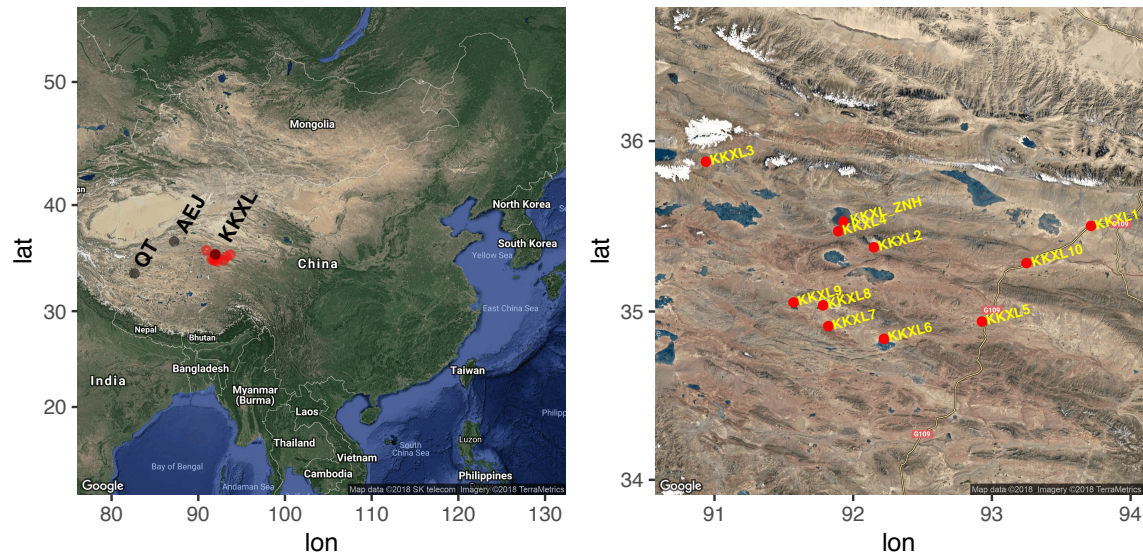 50
40
30
20
lat
Mongolia
North Korea
South Korea
Yellow Sea
AEJ
KKXL
QT
China
East China Sea
Nepal
Bhutan
Bangladesh
India
Taiwan
Myanmar
(Burma)
Laos
Luzon
Bay of Bengal
Thailand
Vietnam
South
China Sea
Cambodia
Philippines
Andaman Sea
Google
Map data ©2018 SK telecom Imagery ©2018 TerraMetrics
80
90
100
110
120
130
lon
36
35
34
lat
KKXL3
KKXL_ZNH
KKXL4
KKXL2
KKXL1
G109
KKXL10
KKXL9
KKXL8
G109
KKXL5
KKXL7
KKXL6
G109
Google
Map data ©2018 Imagery ©2018 TerraMetrics
91
92
93
94
lon